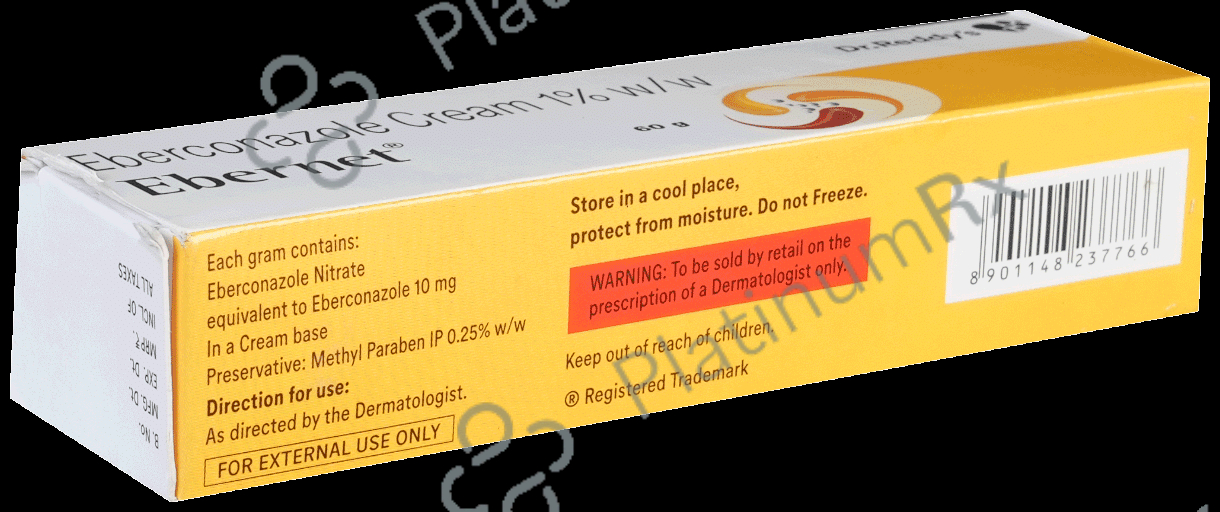 Dr.Reddy's
Eberconazole Cream 1% w/w
Ebernet®
60 g
Each gram contains:
Eberconazole Nitrate
equivalent to Eberconazole 10 mg
In a Cream base
Preservative: Methyl Paraben IP 0.25% w/w
Direction for use:
As directed by the Dermatologist.
FOR EXTERNAL USE ONLY
Store in a cool place,
protect from moisture. Do not Freeze.
WARNING: To be sold by retail on the
prescription of a Dermatologist only.
Keep out of reach of children.
® Registered Trademark
8 901148 237766
B. No.
MFG. Dt.
EXP. Dt.
MRP ₹
INCL. OF
ALL TAXES
PlatinumRx
Platin